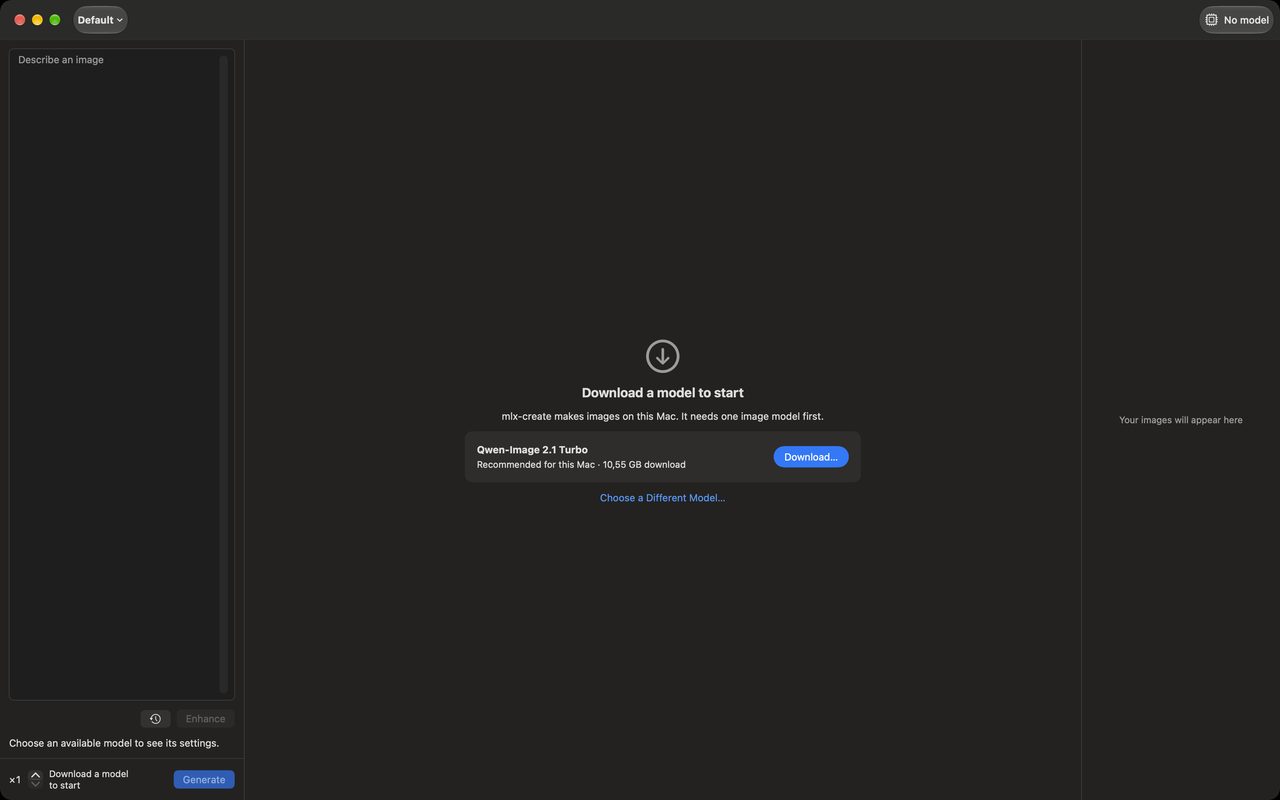 Default
No model
Describe an image
Download a model to start
mlx-create makes images on this Mac. It needs one image model first.
Qwen-Image 2.1 Turbo
Recommended for this Mac · 10,55 GB download
Download...
Choose a Different Model...
Your images will appear here
Enhance
Choose an available model to see its settings.
×1
Download a model
to start
Generate